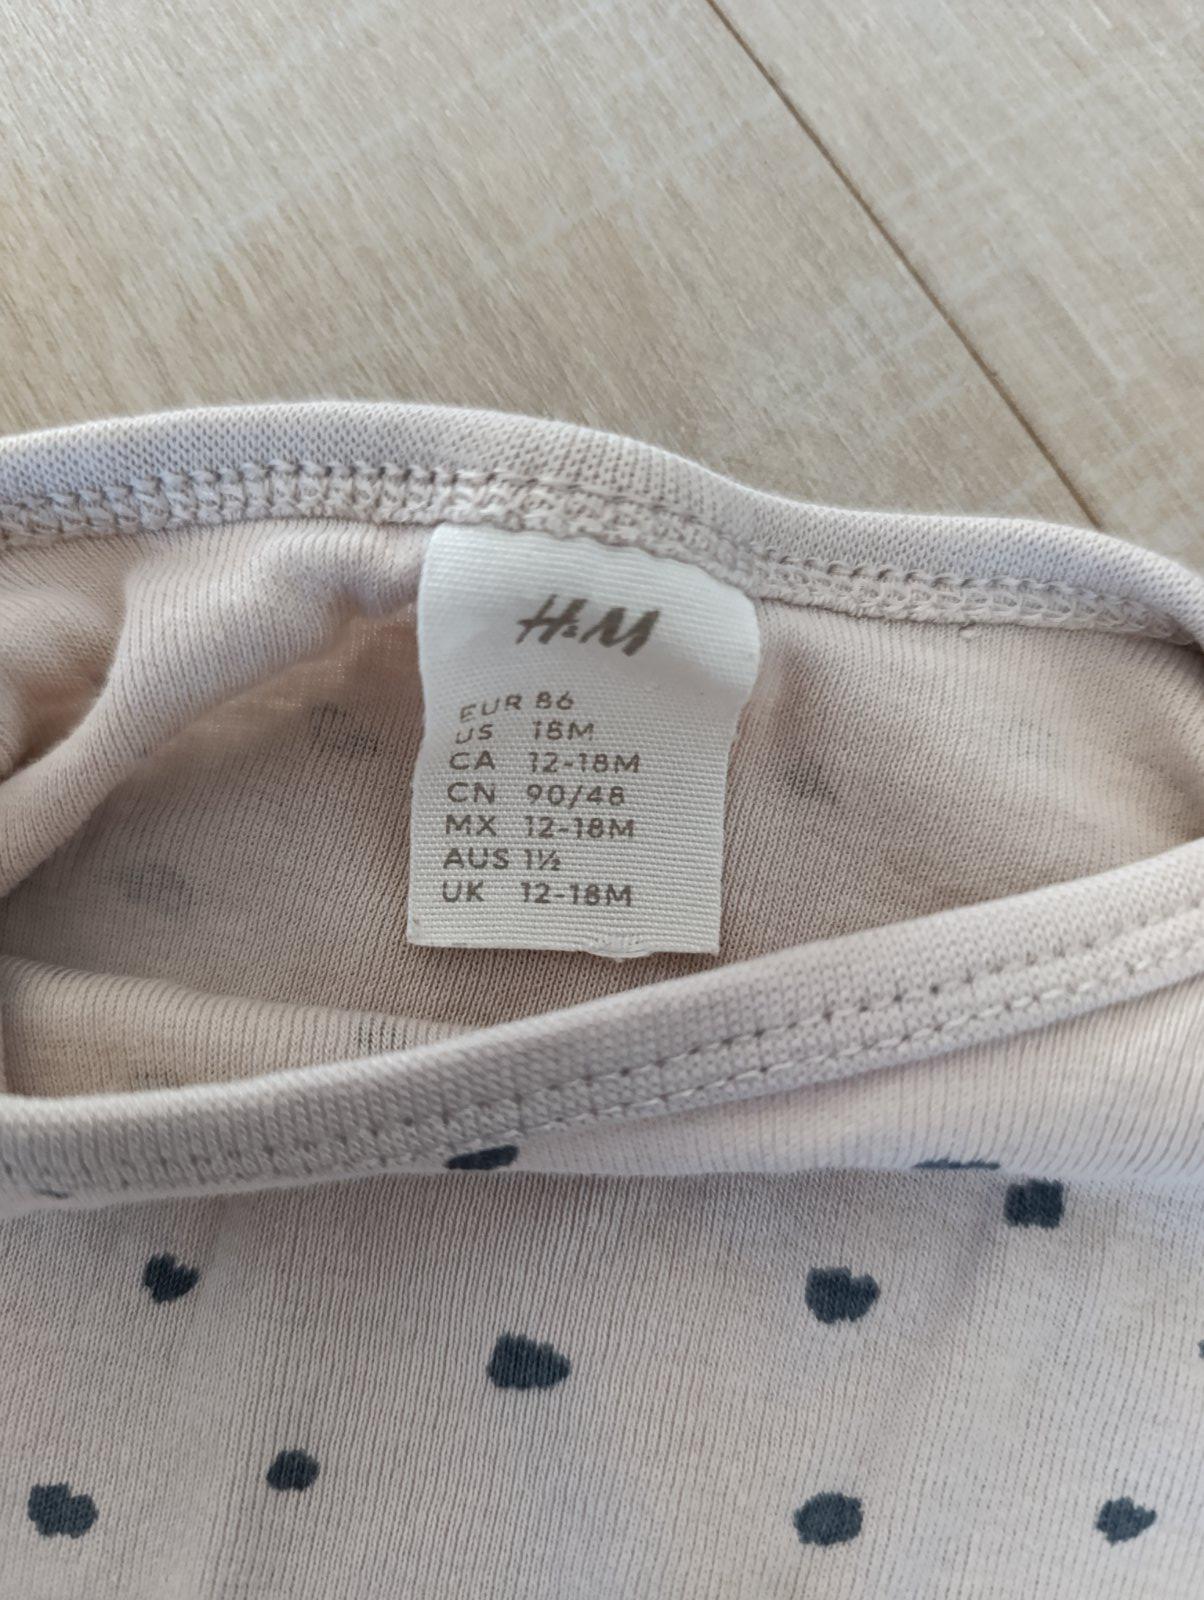 H&M
EUR 86
US 18M
CA 12-18M
CN 90/48
MX 12-18M
AUS 1½
UK 12-18M